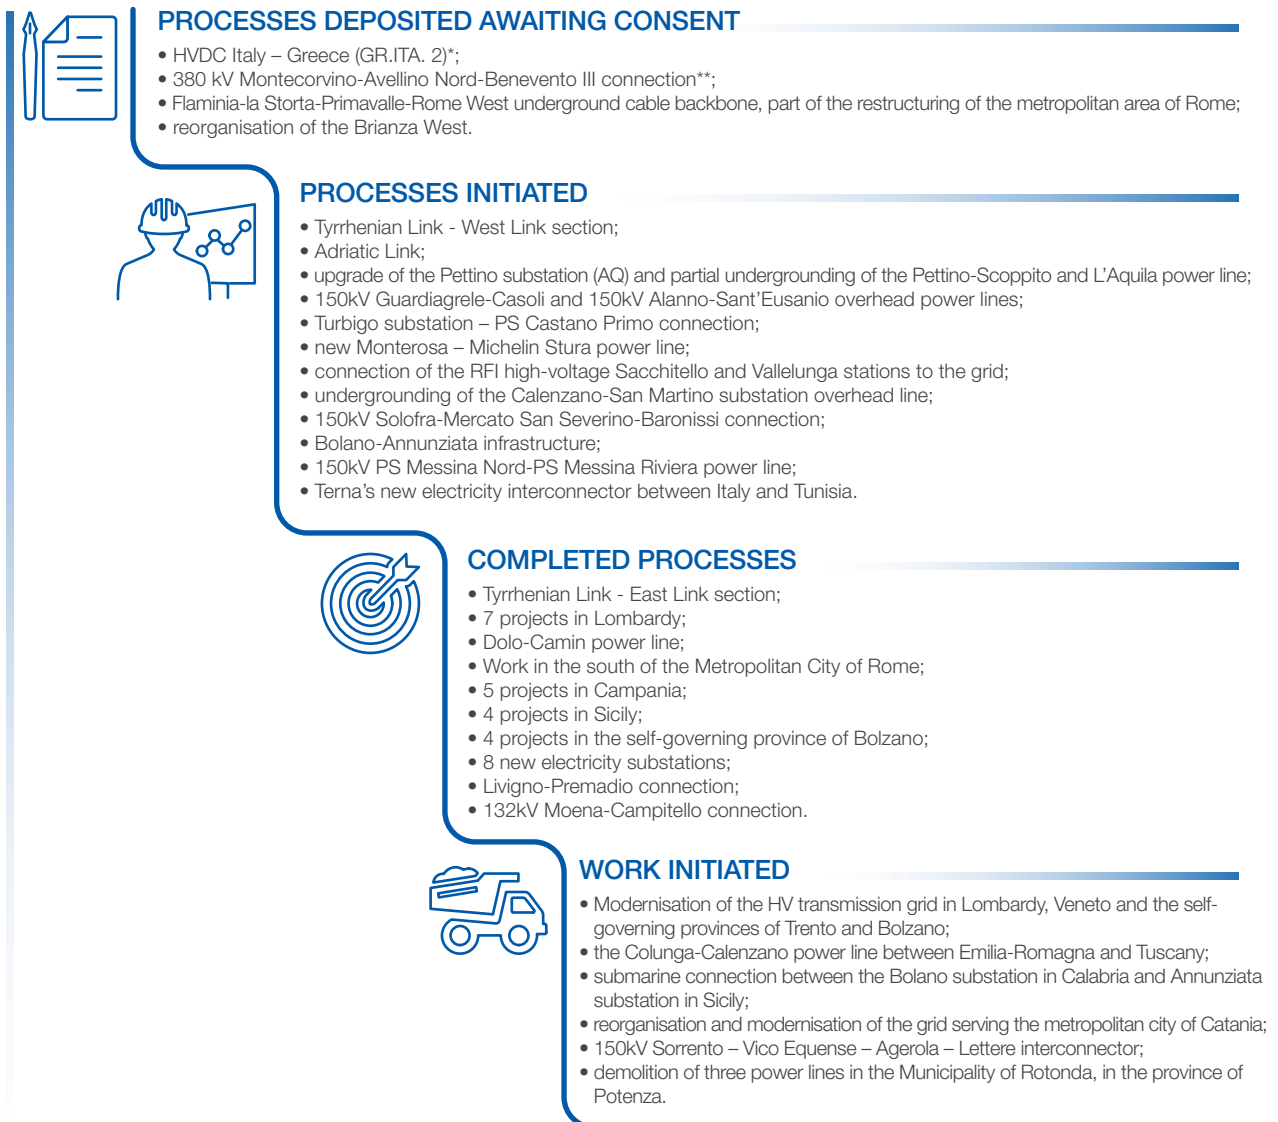 PROCESSES DEPOSITED AWAITING CONSENT
• HVDC Italy – Greece (GR.ITA. 2)*;
• 380 kV Montecorvino-Avellino Nord-Benevento III connection**;
• Flaminia-la Storta-Primavalle-Rome West underground cable backbone, part of the restructuring of the metropolitan area of Rome;
• reorganisation of the Brianza West.
PROCESSES INITIATED
• Tyrrhenian Link - West Link section;
• Adriatic Link;
• upgrade of the Pettino substation (AQ) and partial undergrounding of the Pettino-Scoppito and L’Aquila power line;
• 150kV Guardiagrele-Casoli and 150kV Alanno-Sant’Eusanio overhead power lines;
• Turbigo substation – PS Castano Primo connection;
• new Monterosa – Michelin Stura power line;
• connection of the RFI high-voltage Sacchitello and Vallelunga stations to the grid;
• undergrounding of the Calenzano-San Martino substation overhead line;
• 150kV Solofra-Mercato San Severino-Baronissi connection;
• Bolano-Annunziata infrastructure;
• 150kV PS Messina Nord-PS Messina Riviera power line;
• Terna’s new electricity interconnector between Italy and Tunisia.
COMPLETED PROCESSES
• Tyrrhenian Link - East Link section;
• 7 projects in Lombardy;
• Dolo-Camin power line;
• Work in the south of the Metropolitan City of Rome;
• 5 projects in Campania;
• 4 projects in Sicily;
• 4 projects in the self-governing province of Bolzano;
• 8 new electricity substations;
• Livigno-Premadio connection;
• 132kV Moena-Campitello connection.
WORK INITIATED
• Modernisation of the HV transmission grid in Lombardy, Veneto and the self-
governing provinces of Trento and Bolzano;
• the Colunga-Calenzano power line between Emilia-Romagna and Tuscany;
• submarine connection between the Bolano substation in Calabria and Annunziata
substation in Sicily;
• reorganisation and modernisation of the grid serving the metropolitan city of Catania;
• 150kV Sorrento – Vico Equense – Agerola – Lettere interconnector;
• demolition of three power lines in the Municipality of Rotonda, in the province of
Potenza.